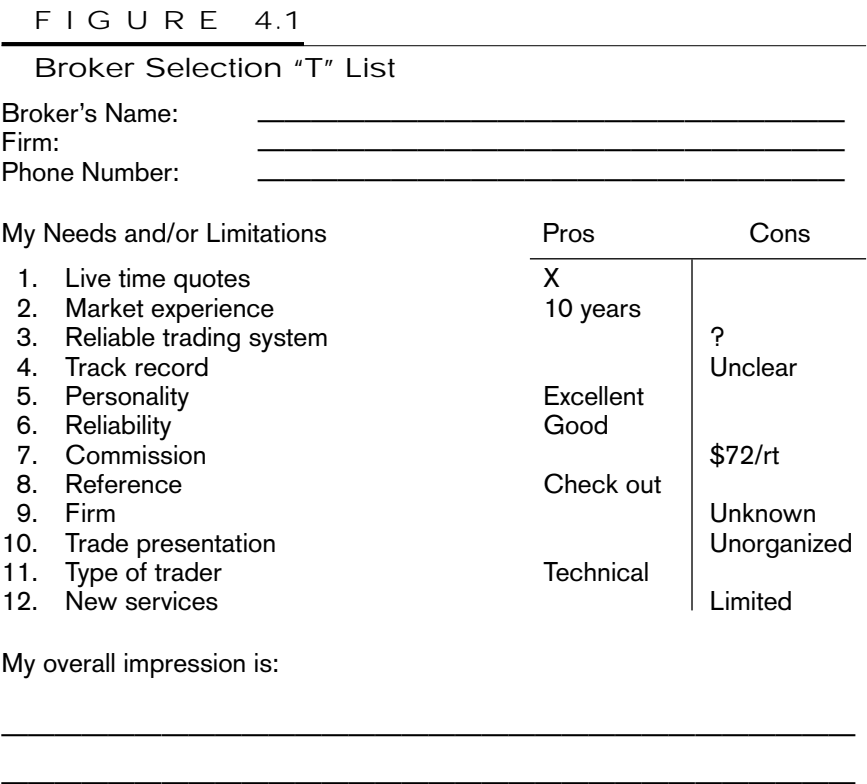 FIGURE 4.1
Broker Selection “T” List
Broker’s Name:
Firm:
Phone Number:
My Needs and/or Limitations Pros Cons
1. Live time quotes X
2. Market experience 10 years
3. Reliable trading system ?
4. Track record Unclear
5. Personality Excellent
6. Reliability Good
7. Commission $72/rt
8. Reference Check out
9. Firm Unknown
10. Trade presentation Unorganized
11. Type of trader Technical
12. New services Limited
My overall impression is: